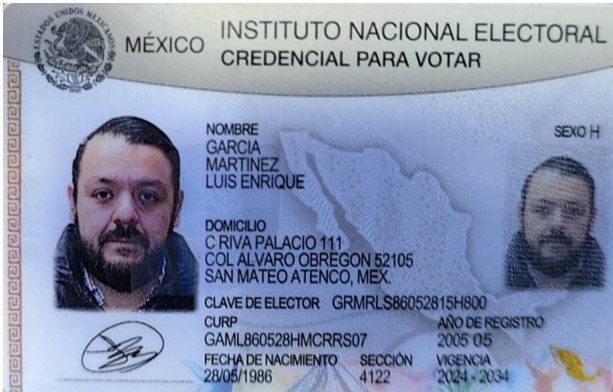 ESTADOS UNIDOS MEXICANOS
MÉXICO
INSTITUTO NACIONAL ELECTORAL
CREDENCIAL PARA VOTAR
NOMBRE
SEXO H
GARCIA
MARTINEZ
LUIS ENRIQUE
DOMICILIO
C RIVA PALACIO 111
COL ALVARO OBREGON 52105
SAN MATEO ATENCO, MEX.
CLAVE DE ELECTOR GRMRLS86052815H800
CURP
AÑO DE REGISTRO
GAML860528HMCRRS07
2005 05
FECHA DE NACIMIENTO SECCIÓN VIGENCIA
28/05/1986 4122 2024 - 2034